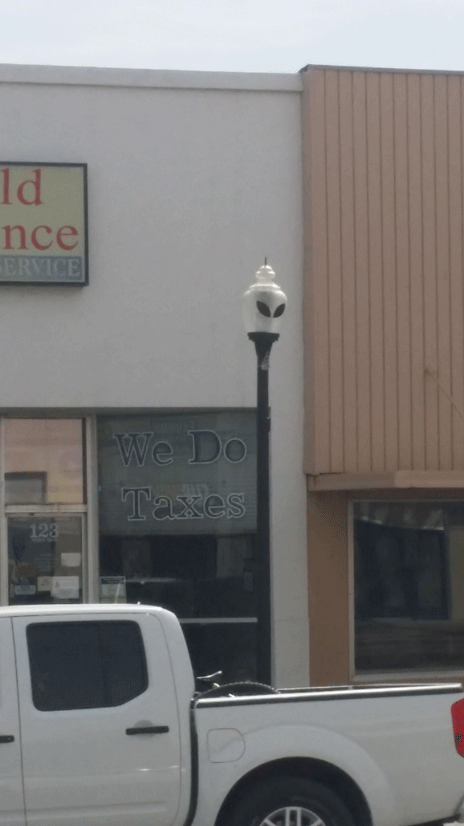 ld
nce
SERVICE
We Do
Taxes
123